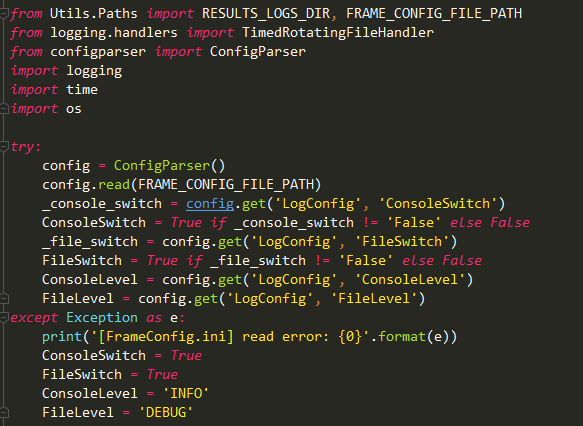 from Utils.Paths import RESULTS_LOGS_DIR, FRAME_CONFIG_FILE_PATH
from logging.handlers import TimedRotatingFileHandler
from configparser import ConfigParser
import logging
import time
import os
try:
    config = ConfigParser()
    config.read(FRAME_CONFIG_FILE_PATH)
    _console_switch = config.get('LogConfig', 'ConsoleSwitch')
    ConsoleSwitch = True if _console_switch != 'False' else False
    _file_switch = config.get('LogConfig', 'FileSwitch')
    FileSwitch = True if _file_switch != 'False' else False
    ConsoleLevel = config.get('LogConfig', 'ConsoleLevel')
    FileLevel = config.get('LogConfig', 'FileLevel')
except Exception as e:
    print('[FrameConfig.ini] read error: {0}'.format(e))
    ConsoleSwitch = True
    FileSwitch = True
    ConsoleLevel = 'INFO'
    FileLevel = 'DEBUG'